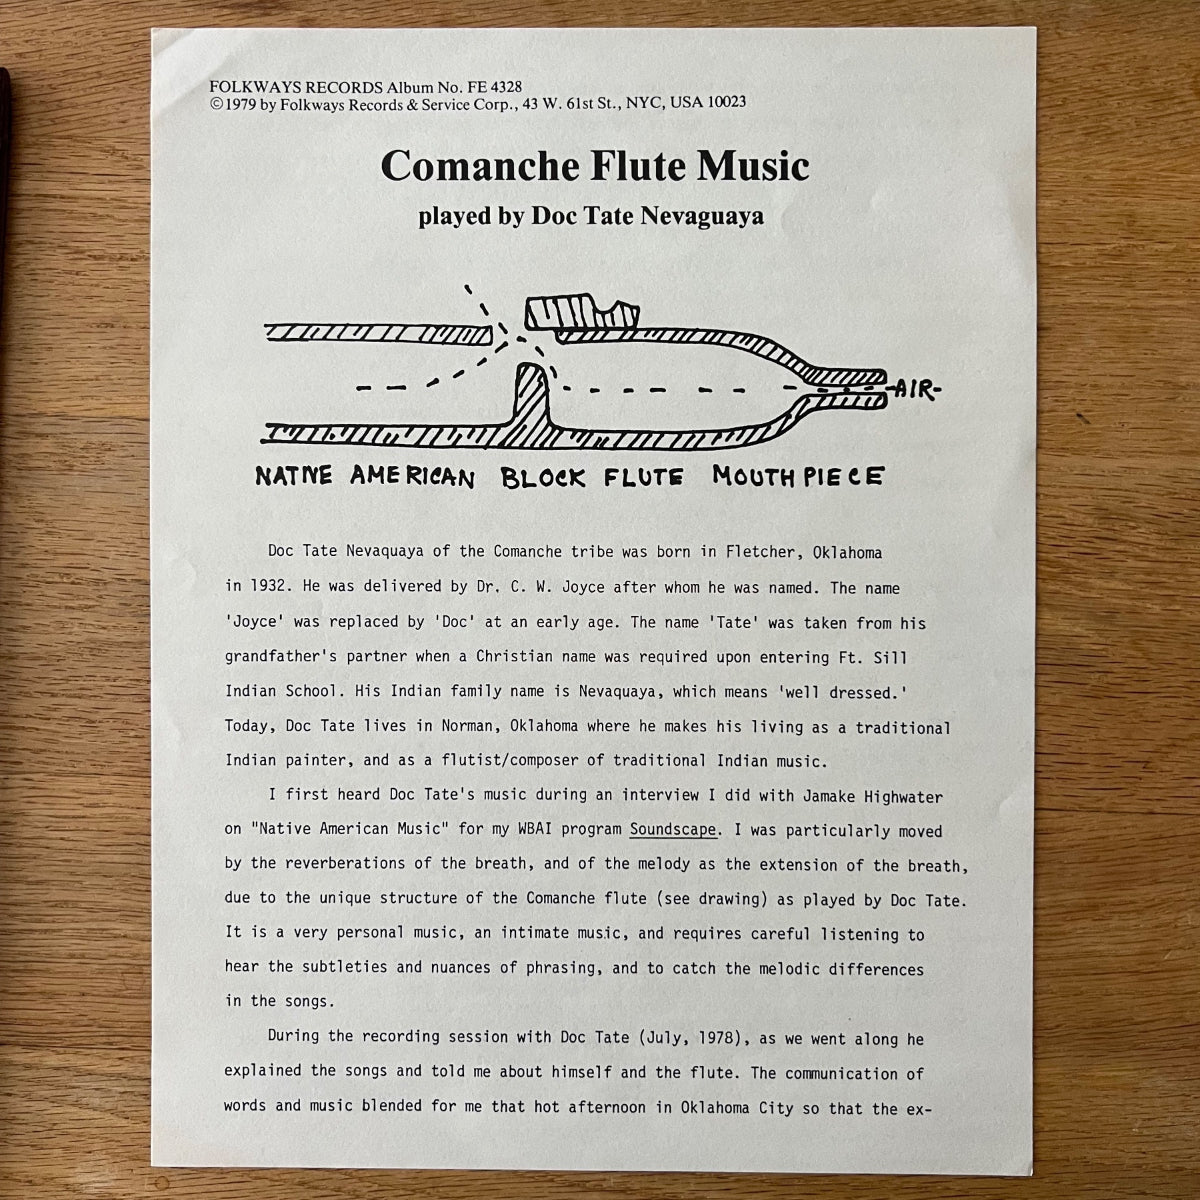 FOLKWAYS RECORDS Album No. FE 4328
©1979 by Folkways Records & Service Corp., 43 W. 61st St., NYC, USA 10023
Comanche Flute Music
played by Doc Tate Nevaguaya
-AIR-
NATIVE AMERICAN BLOCK FLUTE MOUTHPIECE
Doc Tate Nevaquaya of the Comanche tribe was born in Fletcher, Oklahoma
in 1932. He was delivered by Dr. C. W. Joyce after whom he was named. The name
'Joyce' was replaced by 'Doc' at an early age. The name 'Tate' was taken from his
grandfather's partner when a Christian name was required upon entering Ft. Sill
Indian School. His Indian family name is Nevaquaya, which means 'well dressed.'
Today, Doc Tate lives in Norman, Oklahoma where he makes his living as a traditional
Indian painter, and as a flutist/composer of traditional Indian music.
I first heard Doc Tate's music during an interview I did with Jamake Highwater
on "Native American Music" for my WBAI program Soundscape. I was particularly moved
by the reverberations of the breath, and of the melody as the extension of the breath,
due to the unique structure of the Comanche flute (see drawing) as played by Doc Tate.
It is a very personal music, an intimate music, and requires careful listening to
hear the subtleties and nuances of phrasing, and to catch the melodic differences
in the songs.
During the recording session with Doc Tate (July, 1978), as we went along he
explained the songs and told me about himself and the flute. The communication of
words and music blended for me that hot afternoon in Oklahoma City so that the ex-